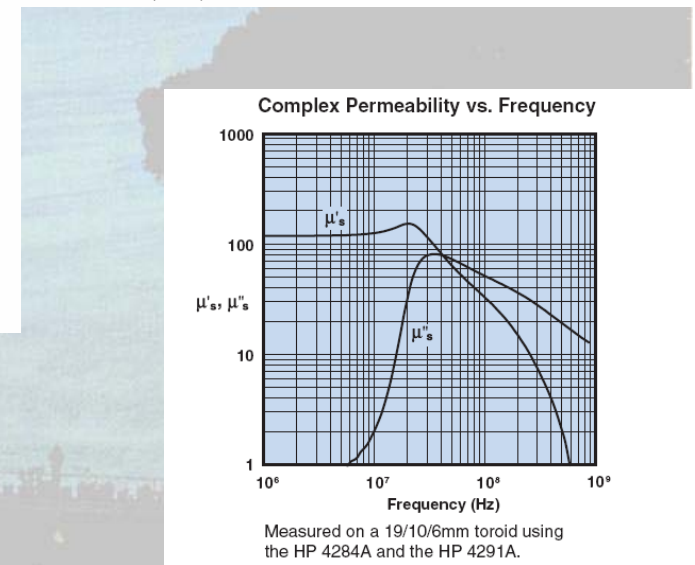 Complex Permeability vs. Frequency
1000
μ's
100
μ's, μ"s
μ"s
10
1
10⁶ 10⁷ 10⁸ 10⁹
Frequency (Hz)
Measured on a 19/10/6mm toroid using
the HP 4284A and the HP 4291A.